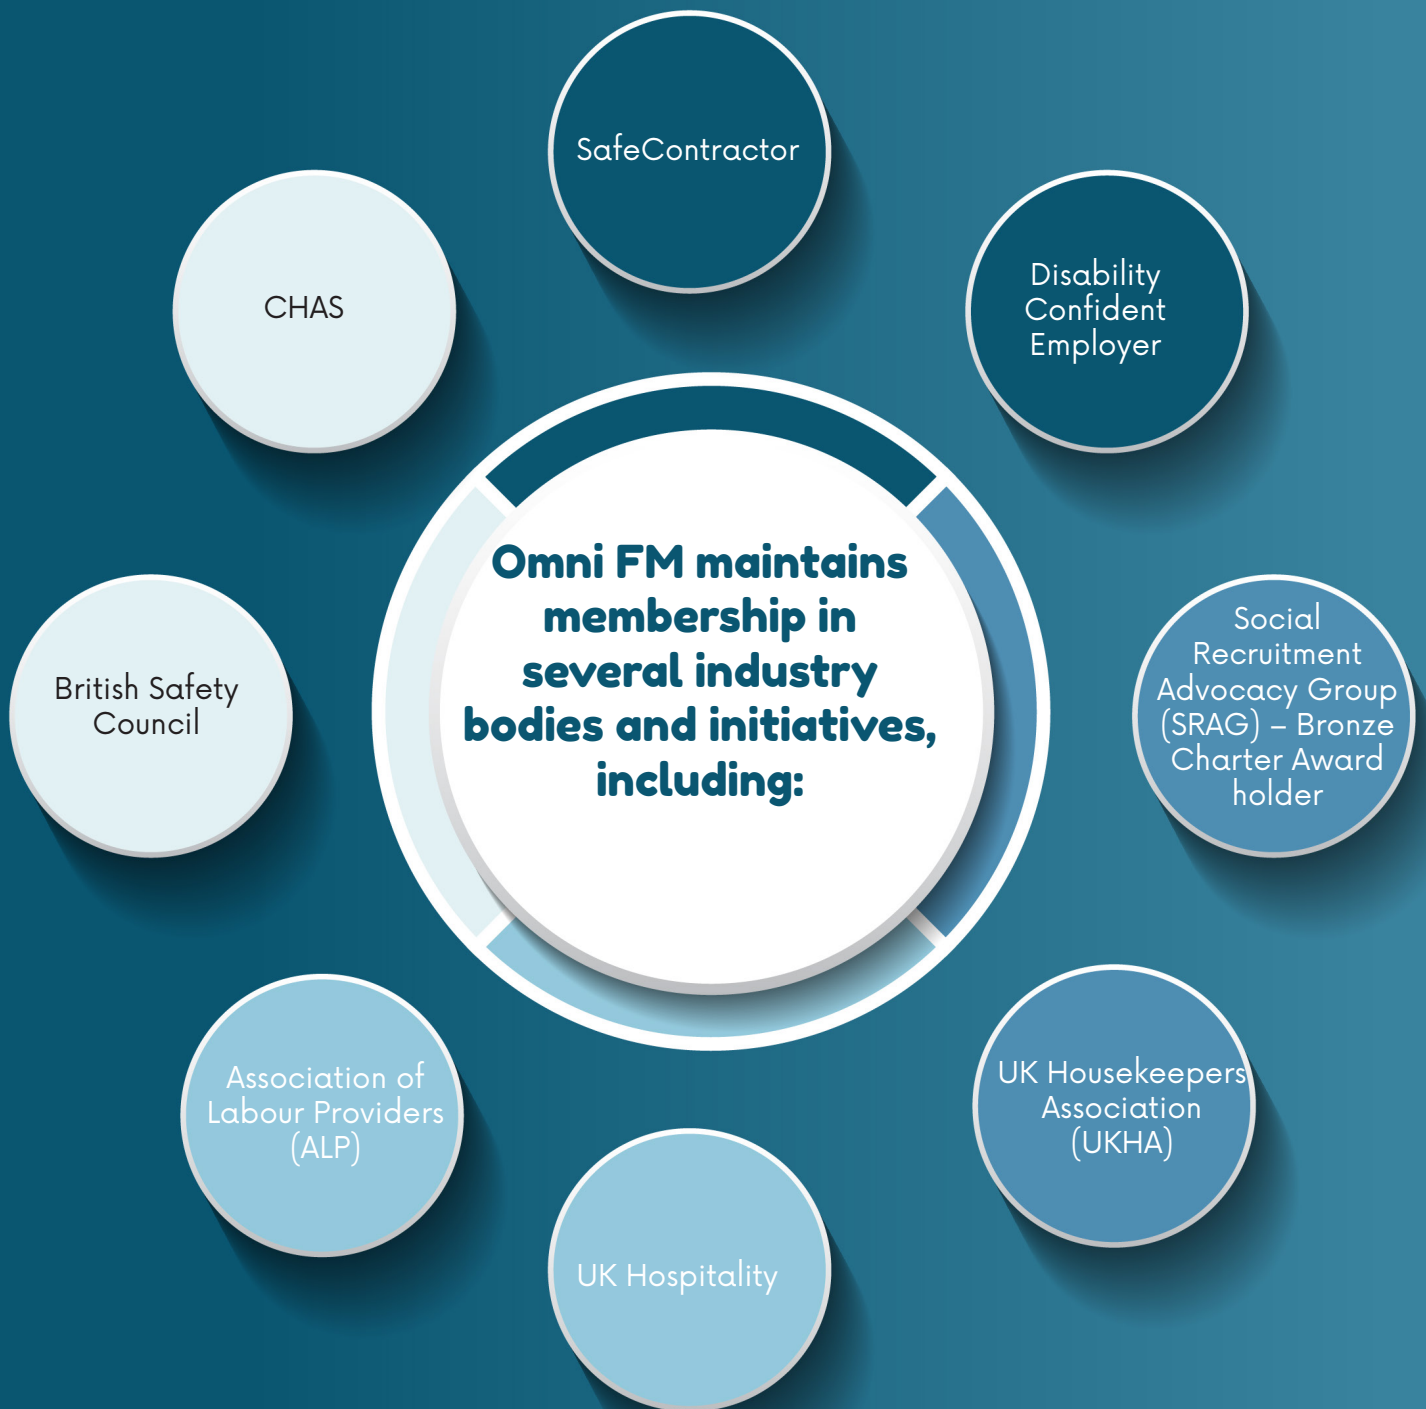 Omni FM maintains
membership in
several industry
bodies and initiatives,
including:
SafeContractor
Disability
Confident
Employer
Social
Recruitment
Advocacy Group
(SRAG) – Bronze
Charter Award
holder
UK Housekeepers
Association
(UKHA)
UK Hospitality
Association of
Labour Providers
(ALP)
British Safety
Council
CHAS